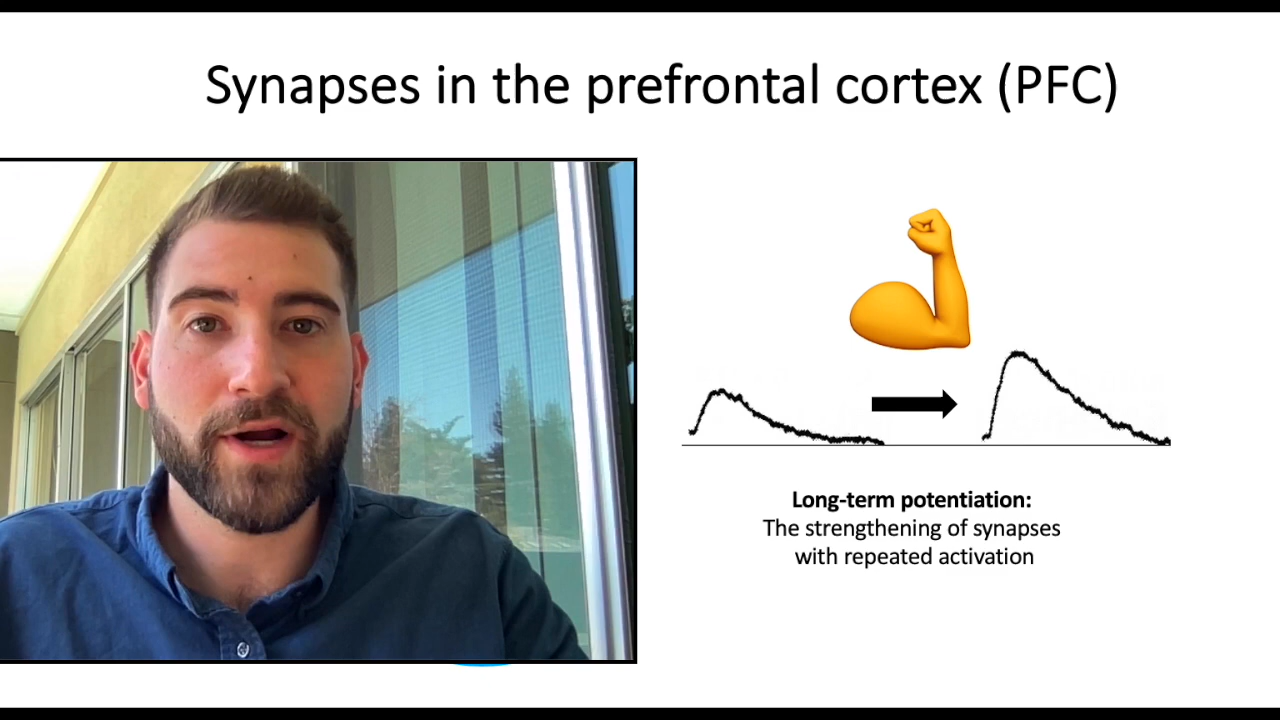 Synapses in the prefrontal cortex (PFC)
Long-term potentiation:
The strengthening of synapses
with repeated activation